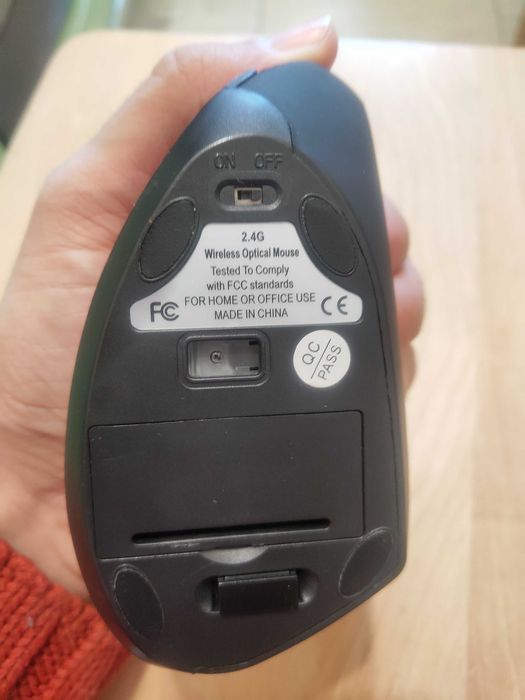 ON OFF
2.4G
Wireless Optical Mouse
Tested To Comply
with FCC standards
FOR HOME OR OFFICE USE
MADE IN CHINA
FC
CE
QC
PASS